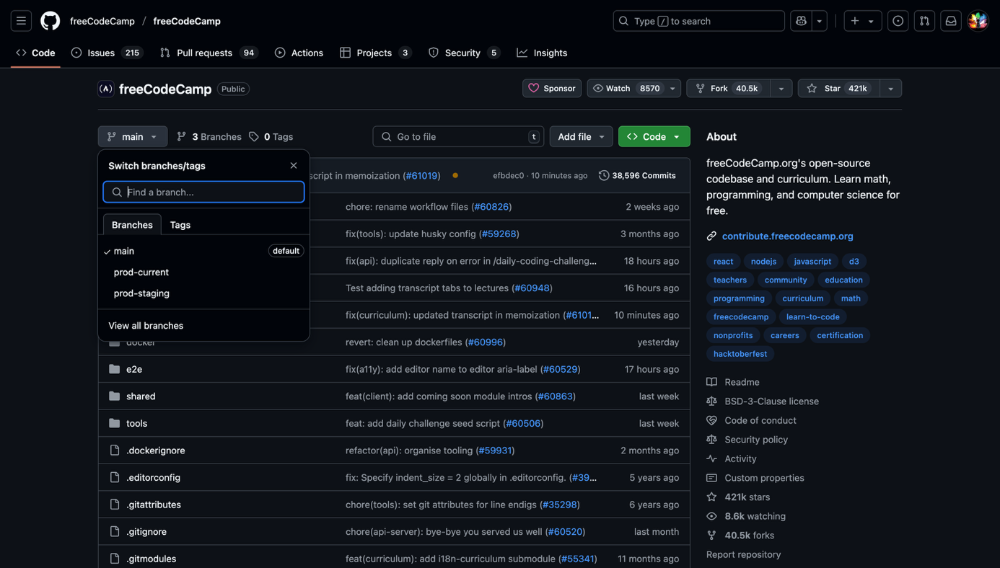 freeCodeCamp / freeCodeCamp
Type / to search
Code
Issues 215
Pull requests 94
Actions
Projects 3
Security 5
Insights
freeCodeCamp Public
Sponsor
Watch 8570
Fork 40.5k
Star 421k
main
3 Branches
0 Tags
Go to file t
Add file
Code
Switch branches/tags
Find a branch...
Branches
Tags
main default
prod-current
prod-staging
View all branches
script in memoization (#61019) efbdec0 · 10 minutes ago 38,596 Commits
chore: rename workflow files (#60826) 2 weeks ago
fix(tools): update husky config (#59268) 3 months ago
fix(api): duplicate reply on error in /daily-coding-challeng... 18 hours ago
Test adding transcript tabs to lectures (#60948) 16 hours ago
fix(curriculum): updated transcript in memoization (#6101... 10 minutes ago
docker revert: clean up dockerfiles (#60996) yesterday
e2e fix(a11y): add editor name to editor aria-label (#60529) 17 hours ago
shared feat(client): add coming soon module intros (#60863) last week
tools feat: add daily challenge seed script (#60506) last week
.dockerignore refactor(api): organise tooling (#59931) 2 months ago
.editorconfig fix: Specify indent_size = 2 globally in .editorconfig. (#39... 5 years ago
.gitattributes chore(tools): set git attributes for line endigs (#35298) 6 years ago
.gitignore chore(api-server): bye-bye you served us well (#60520) last month
.gitmodules feat(curriculum): add i18n-curriculum submodule (#55341) 11 months ago
About
freeCodeCamp.org's open-source
codebase and curriculum. Learn math,
programming, and computer science for
free.
contribute.freecodecamp.org
react nodejs javascript d3
teachers community education
programming curriculum math
freecodecamp learn-to-code
nonprofits careers certification
hacktoberfest
Readme
BSD-3-Clause license
Code of conduct
Security policy
Activity
Custom properties
421k stars
8.6k watching
40.5k forks
Report repository